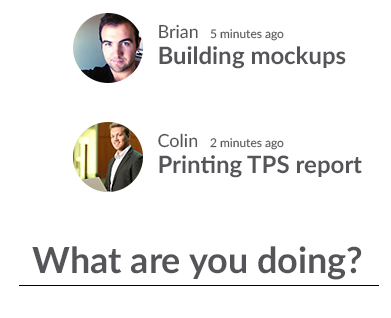 Brian 5 minutes ago
Building mockups
Colin 2 minutes ago
Printing TPS report
What are you doing?